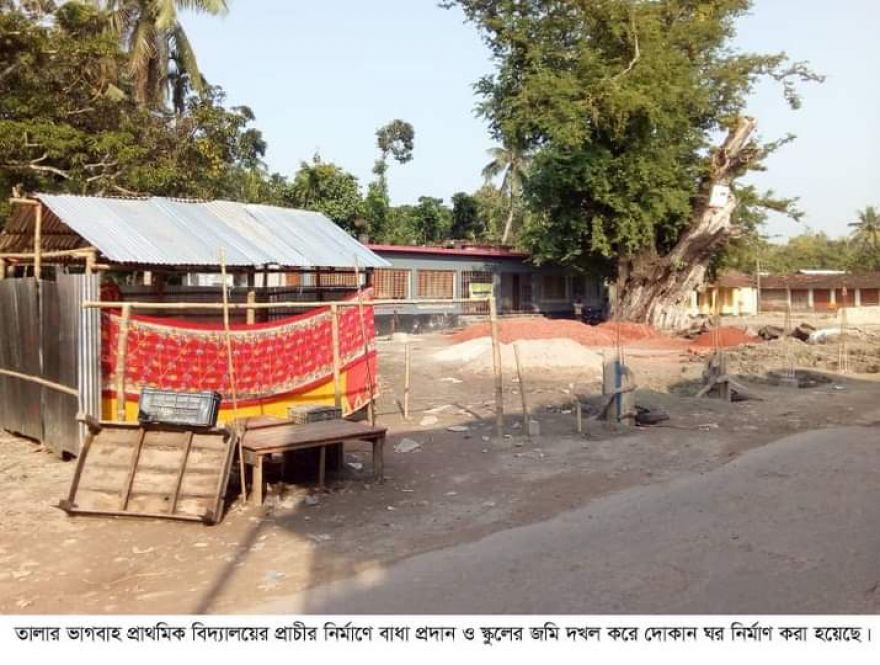 তালার ভাগবাহ প্রাথমিক বিদ্যালয়ের প্রাচীর নির্মাণে বাধা প্রদান ও স্কুলের জমি দখল করে দোকান ঘর নির্মাণ করা হয়েছে।